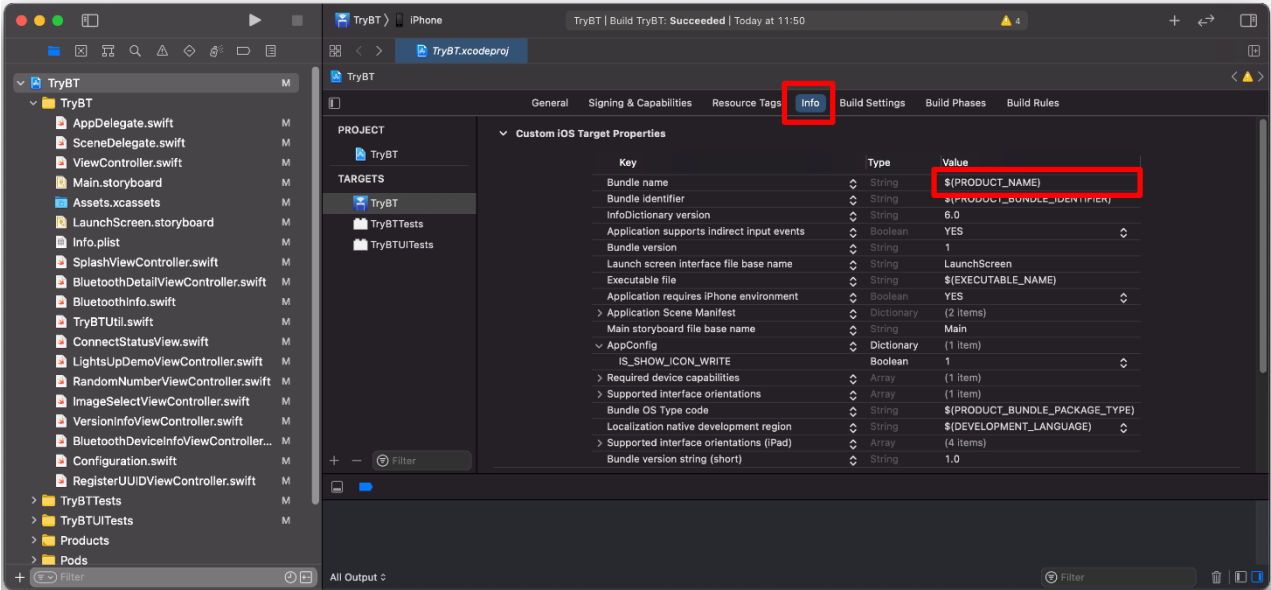 TryBT 〉 iPhone
TryBT | Build TryBT: Succeeded | Today at 11:50
4
TryBT.xcodeproj
TryBT M
TryBT
AppDelegate.swift M
SceneDelegate.swift M
ViewController.swift M
Main.storyboard M
Assets.xcassets M
LaunchScreen.storyboard M
Info.plist M
SplashViewController.swift M
BluetoothDetailViewController.swift M
BluetoothInfo.swift M
TryBTUtil.swift M
ConnectStatusView.swift M
LightsUpDemoViewController.swift M
RandomNumberViewController.swift M
ImageSelectViewController.swift M
VersionInfoViewController.swift M
BluetoothDeviceInfoViewController... M
Configuration.swift M
RegisterUUIDViewController.swift M
TryBTTests M
TryBTUITests M
Products
Pods
Filter
TryBT
General Signing & Capabilities Resource Tags Info Build Settings Build Phases Build Rules
PROJECT
TryBT
TARGETS
TryBT
TryBTTests
TryBTUITests
Filter
Custom iOS Target Properties
Key Type Value
Bundle name String $(PRODUCT_NAME)
Bundle identifier String $(PRODUCT_BUNDLE_IDENTIFIER)
InfoDictionary version String 6.0
Application supports indirect input events Boolean YES
Bundle version String 1
Launch screen interface file base name String LaunchScreen
Executable file String $(EXECUTABLE_NAME)
Application requires iPhone environment Boolean YES
Application Scene Manifest Dictionary (2 items)
Main storyboard file base name String Main
AppConfig Dictionary (1 item)
IS_SHOW_ICON_WRITE Boolean 1
Required device capabilities Array (1 item)
Supported interface orientations Array (1 item)
Bundle OS Type code String $(PRODUCT_BUNDLE_PACKAGE_TYPE)
Localization native development region String $(DEVELOPMENT_LANGUAGE)
Supported interface orientations (iPad) Array (4 items)
Bundle version string (short) String 1.0
All Output
Filter